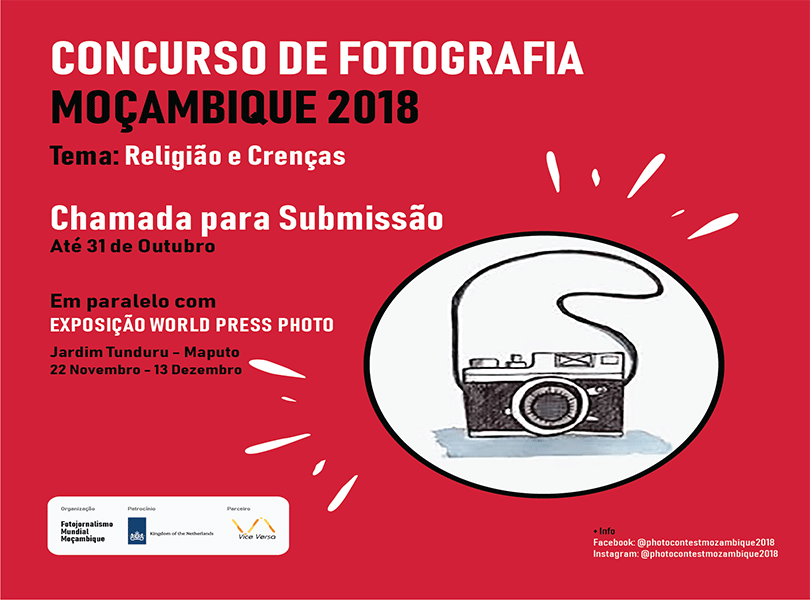 CONCURSO DE FOTOGRAFIA
MOÇAMBIQUE 2018
Tema: Religião e Crenças
Chamada para Submissão
Até 31 de Outubro
Em paralelo com
EXPOSIÇÃO WORLD PRESS PHOTO
Jardim Tunduru - Maputo
22 Novembro - 13 Dezembro
Organização
Fotojornalismo
Mundial
Moçambique
Patrocínio
Kingdom of the Netherlands
Parceiro
Vice Versa
• Info
Facebook: @photocontestmozambique2018
Instagram: @photocontestmozambique2018